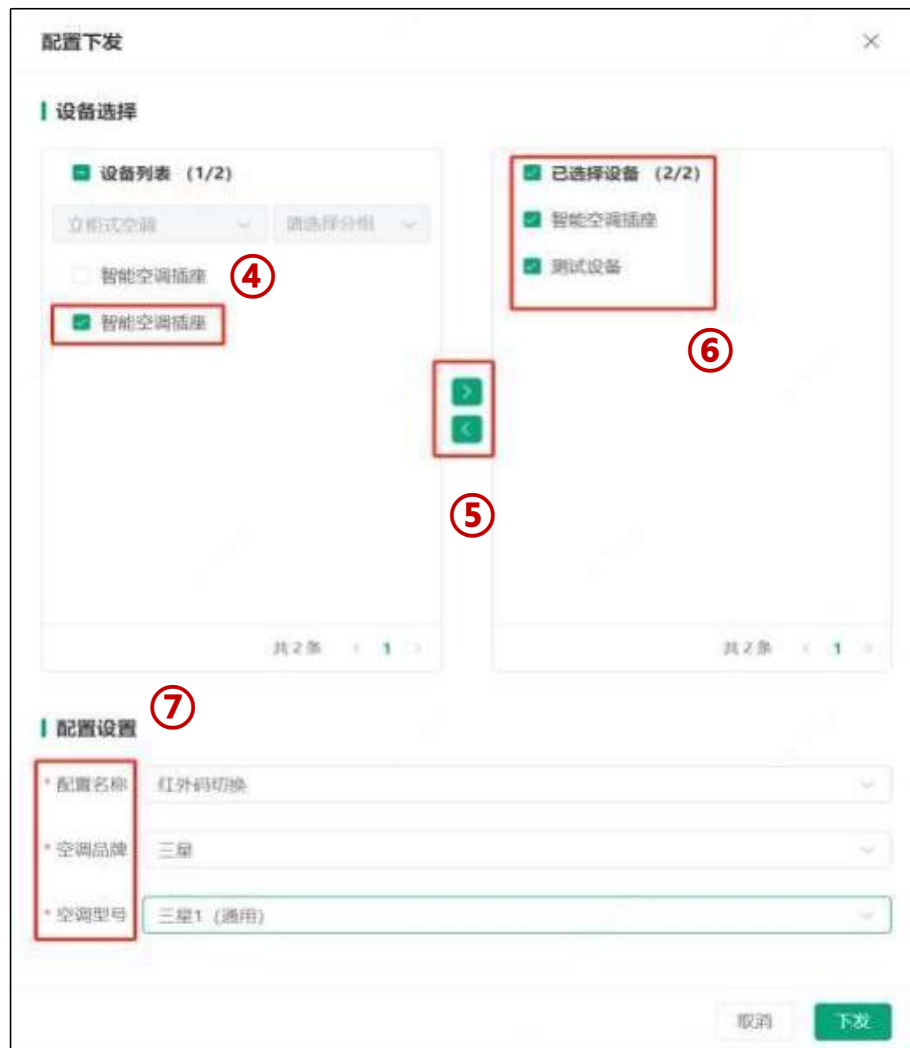 配置下发
设备选择
设备列表 (1/2)
立柜式空调 请选择分组
智能空调插座 ④
智能空调插座
共2条 < 1 >
⑤
已选择设备 (2/2)
智能空调插座
测试设备
⑥
共2条 < 1 >
⑦
配置设置
* 配置名称 红外码切换
* 空调品牌 三星
* 空调型号 三星1 (通用)
取消 下发